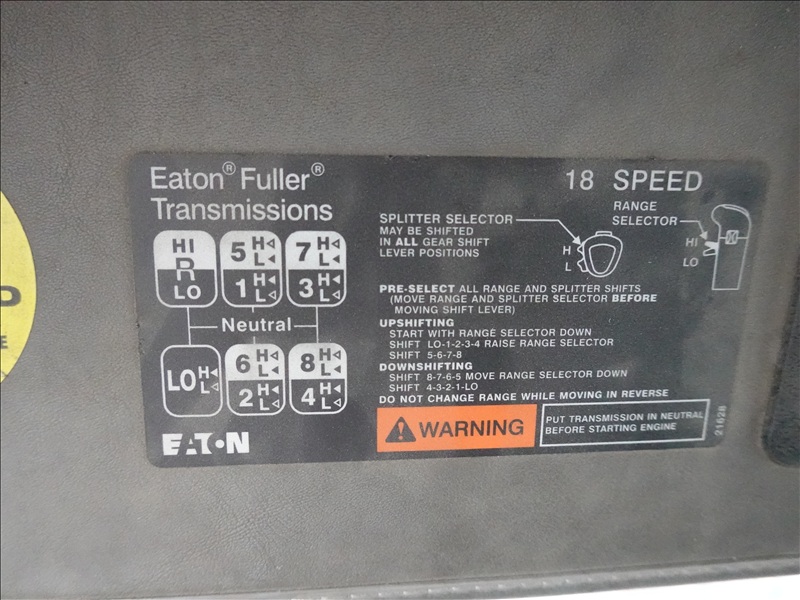 Eaton® Fuller®
Transmissions
18 SPEED
HI
R
LO
5 H L
1 H L
7 H L
3 H L
Neutral
LO H L
6 H L
2 H L
8 H L
4 H L
EATON
SPLITTER SELECTOR
MAY BE SHIFTED
IN ALL GEAR SHIFT
LEVER POSITIONS
H
L
RANGE
SELECTOR
HI
LO
PRE-SELECT ALL RANGE AND SPLITTER SHIFTS
(MOVE RANGE AND SPLITTER SELECTOR BEFORE
MOVING SHIFT LEVER)
UPSHIFTING
START WITH RANGE SELECTOR DOWN
SHIFT LO-1-2-3-4 RAISE RANGE SELECTOR
SHIFT 5-6-7-8
DOWNSHIFTING
SHIFT 8-7-6-5 MOVE RANGE SELECTOR DOWN
SHIFT 4-3-2-1-LO
DO NOT CHANGE RANGE WHILE MOVING IN REVERSE
WARNING
PUT TRANSMISSION IN NEUTRAL
BEFORE STARTING ENGINE
21628